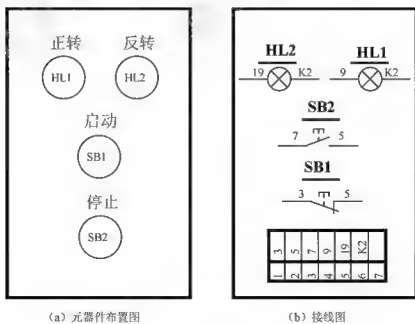 正转 反转
HL1 HL2
启动
SB1
停止
SB2
(a) 元器件布置图
HL2 HL1
19 K2 9 K2
SB2
7 5
SB1
3 5
3 5 7 9 19 K2
1 2 3 4 5 6 7
(b) 接线图